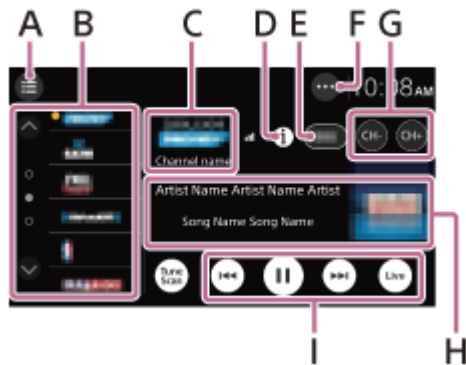 A B C D E F G
10:08AM
CH- CH+
Channel name
Artist Name Artist Name Artist
Song Name Song Name
Tune Scan
Live
I H